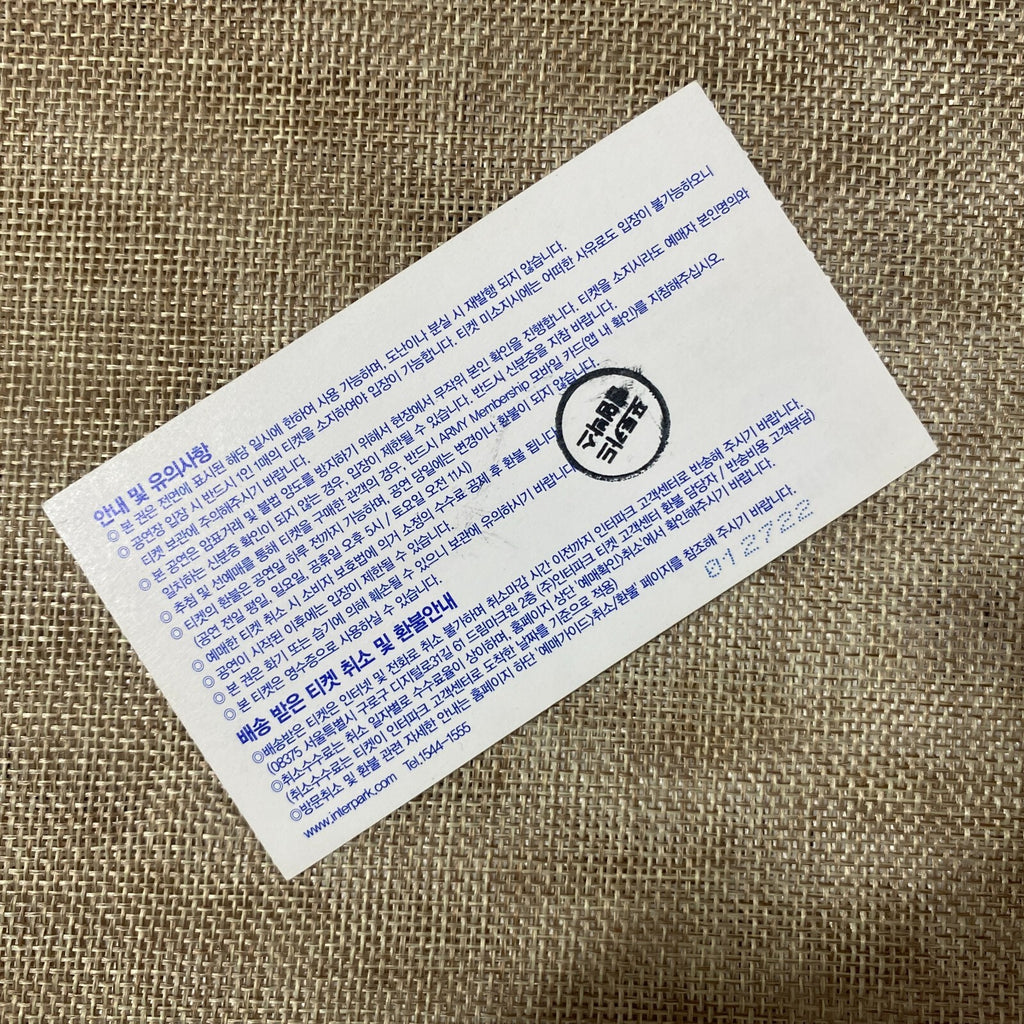 안내 및 유의사항
◎ 본 권은 전면에 표시된 해당 일시에 한하여 사용 가능하며, 도난이나 분실 시 재발행 되지 않습니다.
◎ 공연장 입장 시 반드시 1인 1매의 티켓을 소지하여야 입장이 가능합니다. 티켓 미소지시에는 어떠한 사유로도 입장이 불가능하오니
티켓 보관에 주의해주시기 바랍니다.
◎ 본 공연은 암표거래 및 불법 양도를 방지하기 위해서 현장에서 무작위 본인 확인을 진행합니다. 티켓을 소지시라도 예매자 본인명의와
일치하는 신분증 확인이 되지 않는 경우, 입장이 제한될 수 있습니다. 반드시 신분증을 지참 바랍니다.
◎ 추첨 및 선예매를 통해 티켓을 구매한 관객의 경우, 반드시 ARMY Membership 모바일 카드(앱 내 확인)를 지참해주십시오.
◎ 티켓의 환불은 공연일 하루 전까지 가능하며, 공연 당일에는 변경이나 환불이 되지 않습니다.
(공연 전일 평일, 일요일, 공휴일 오후 5시 / 토요일 오전 11시)
◎ 예매한 티켓 취소 시 소비자 보호법에 의거 소정의 수수료 공제 후 환불 됩니다.
◎ 공연이 시작된 이후에는 입장이 제한될 수 있습니다.
◎ 본 권은 화기 또는 습기에 의해 훼손될 수 있으니 보관에 유의하시기 바랍니다.
◎ 본 티켓은 영수증으로 사용하실 수 있습니다.
포토카드
랜덤박스
배송 받은 티켓 취소 및 환불안내
◎배송받은 티켓은 인터넷 및 전화로 취소 불가하며 취소마감 시간 이전까지 인터파크 고객센터로 반송해 주시기 바랍니다.
(08375 서울특별시 구로구 디지털로31길 61, 드림마크원 2층 (주)인터파크 티켓 고객센터 환불 담당자 / 반송비용 고객부담)
◎취소수수료는 취소 일자별로 수수료율이 상이하며, 홈페이지 상단 '예매확인/취소'에서 확인해주시기 바랍니다.
(취소수수료는 티켓이 인터파크 고객센터로 도착한 날짜를 기준으로 적용)
◎방문취소 및 환불 관련 자세한 안내는 홈페이지 하단 '예매가이드/취소/환불 페이지를 참조해 주시기 바랍니다.
www.interpark.com Tel.1544-1555
012722